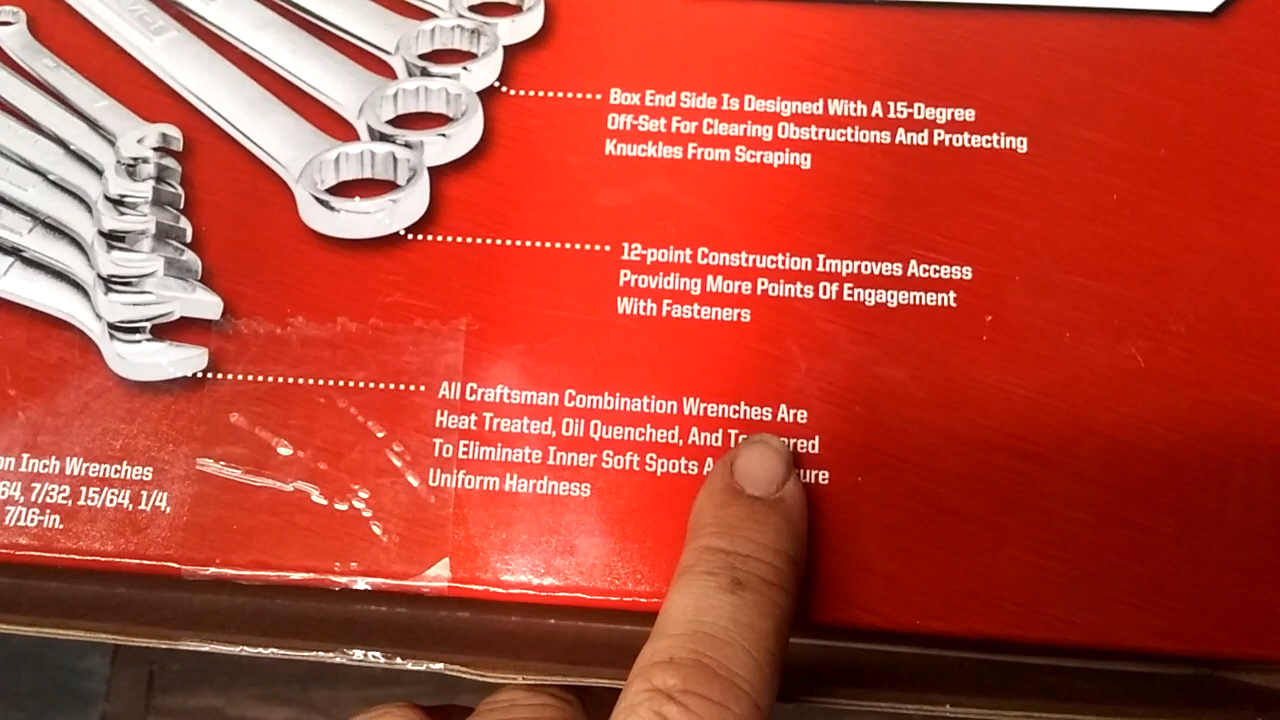 Box End Side Is Designed With A 15-Degree
Off-Set For Clearing Obstructions And Protecting
Knuckles From Scraping
12-point Construction Improves Access
Providing More Points Of Engagement
With Fasteners
All Craftsman Combination Wrenches Are
Heat Treated, Oil Quenched, And
To Eliminate Inner Soft Spots
Uniform Hardness
Inch Wrenches
7/32, 15/64, 1/4,
7/16-in.